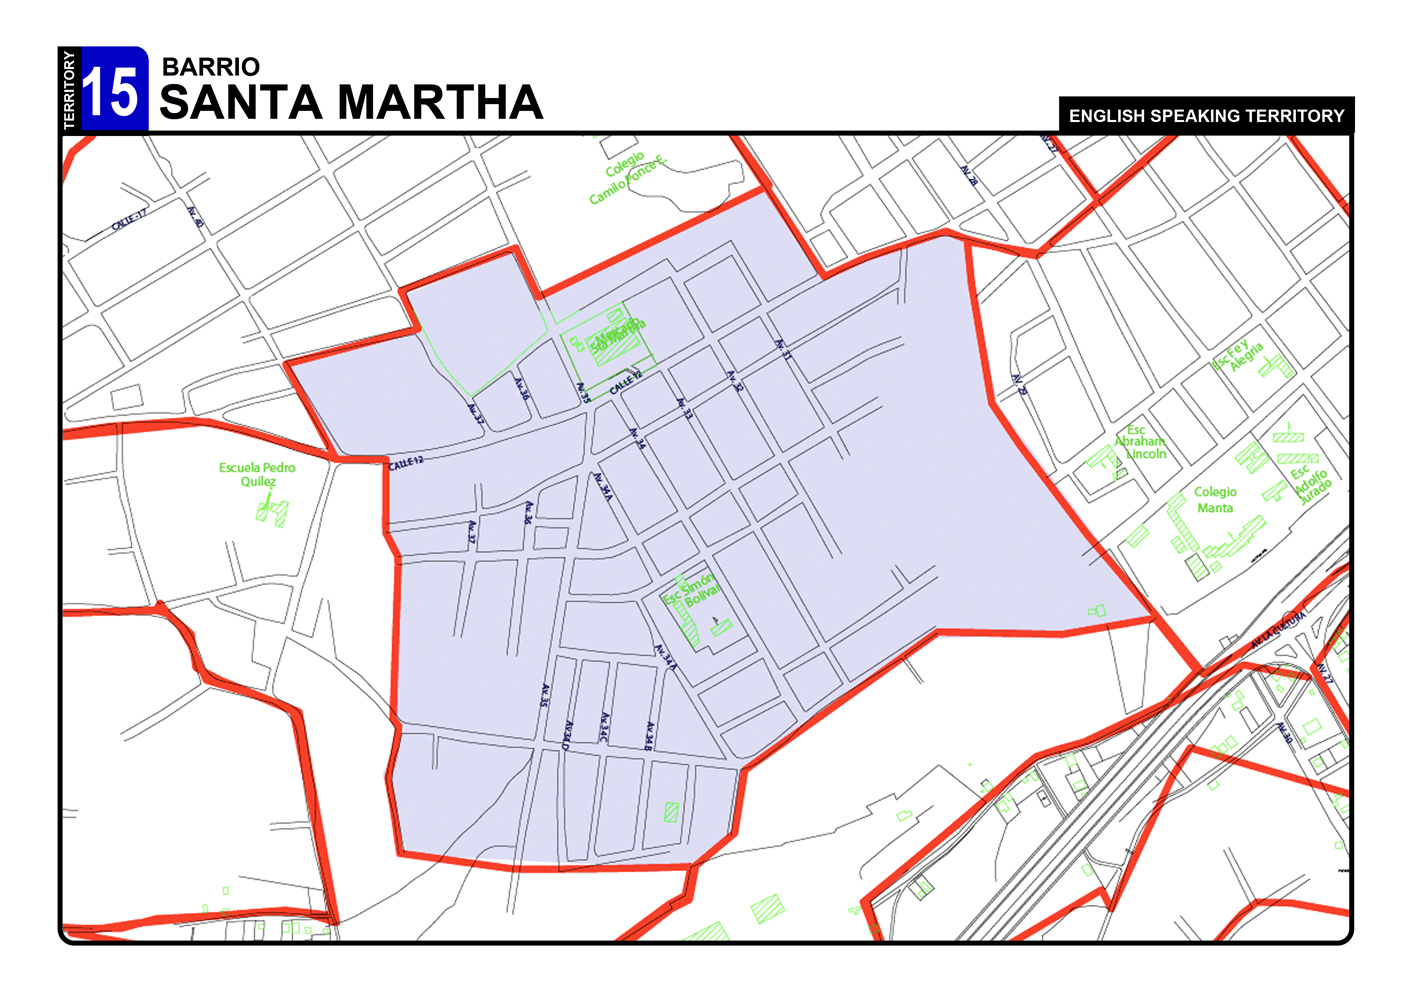 TERRITORY
15
BARRIO
SANTA MARTHA
ENGLISH SPEAKING TERRITORY
Colegio
Camilo Ponce E.
AV. 27
AV. 28
CALLE-17
AV. 40
Mercado
Sta Martha
AV. 31
AV. 32
AV. 33
AV. 34
AV. 35
AV. 36
AV. 37
CALLE 12
CALLE 12
AV. 29
Esc Fe y
Alegria
Esc
Abraham
Lincoln
Colegio
Manta
Esc
Adolfo
Jurado
Escuela Pedro
Quilez
AV. 34 A
AV. 36
AV. 37
Esc Simón
Bolivar
AV. 34 A
AV. 35
AV.34.D
AV.34.C
AV.34.B
AV. LA CULTURA
AV. 27
AV. 30